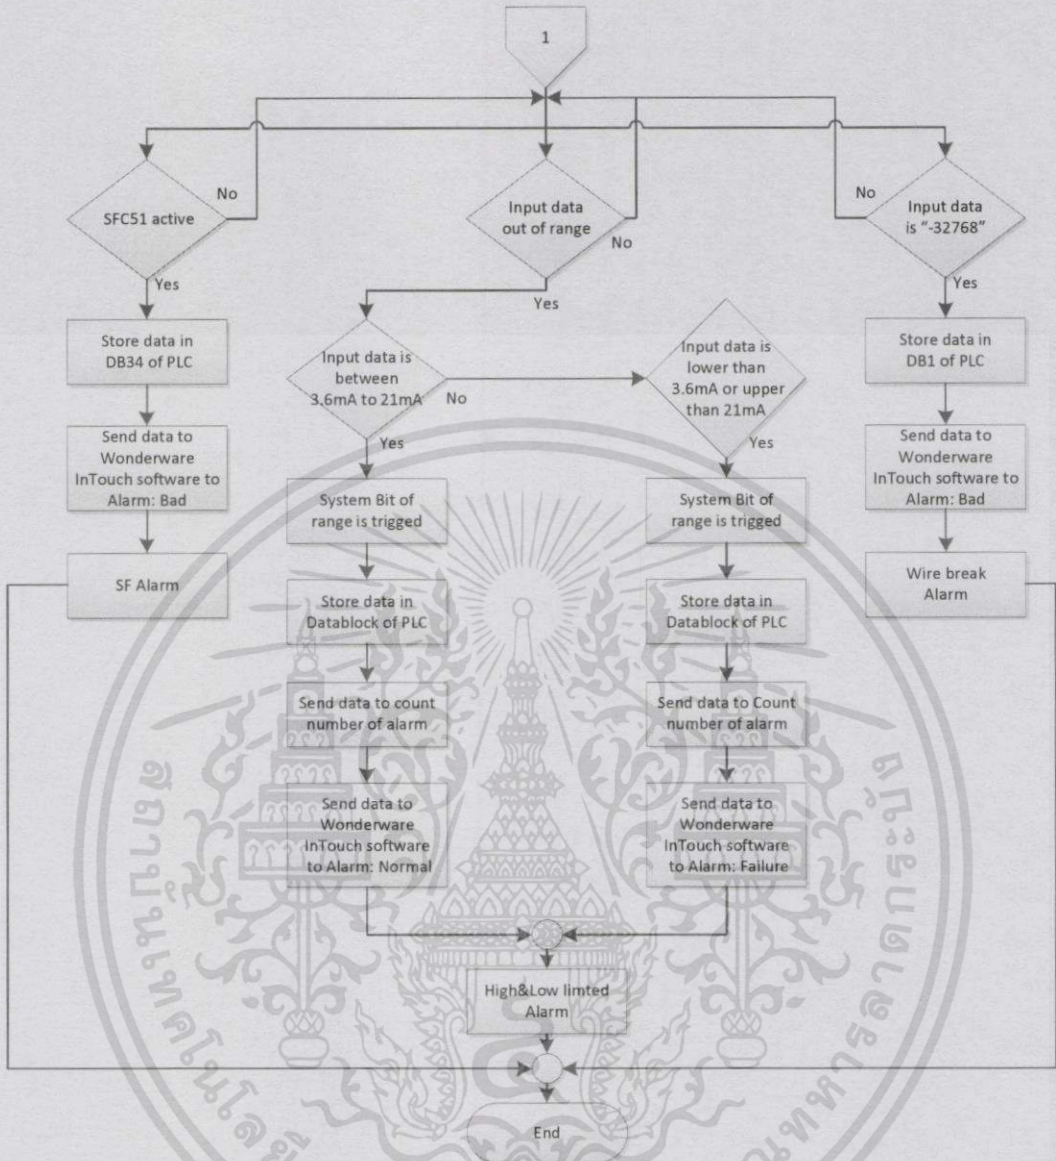 1
SFC51 active
No
Yes
Input data
out of range
No
Yes
Input data
is “-32768”
No
Yes
Store data in
DB34 of PLC
Send data to
Wonderware
InTouch software to
Alarm: Bad
SF Alarm
Input data is
between
3.6mA to 21mA
No
Yes
Input data is
lower than
3.6mA or upper
than 21mA
Yes
Store data in
DB1 of PLC
Send data to
Wonderware
InTouch software to
Alarm: Bad
Wire break
Alarm
System Bit of
range is trigged
Store data in
Datablock of PLC
Send data to count
number of alarm
Send data to
Wonderware
InTouch software
to Alarm: Normal
System Bit of
range is trigged
Store data in
Datablock of PLC
Send data to Count
number of alarm
Send data to
Wonderware
InTouch software
to Alarm: Failure
High&Low limted
Alarm
End